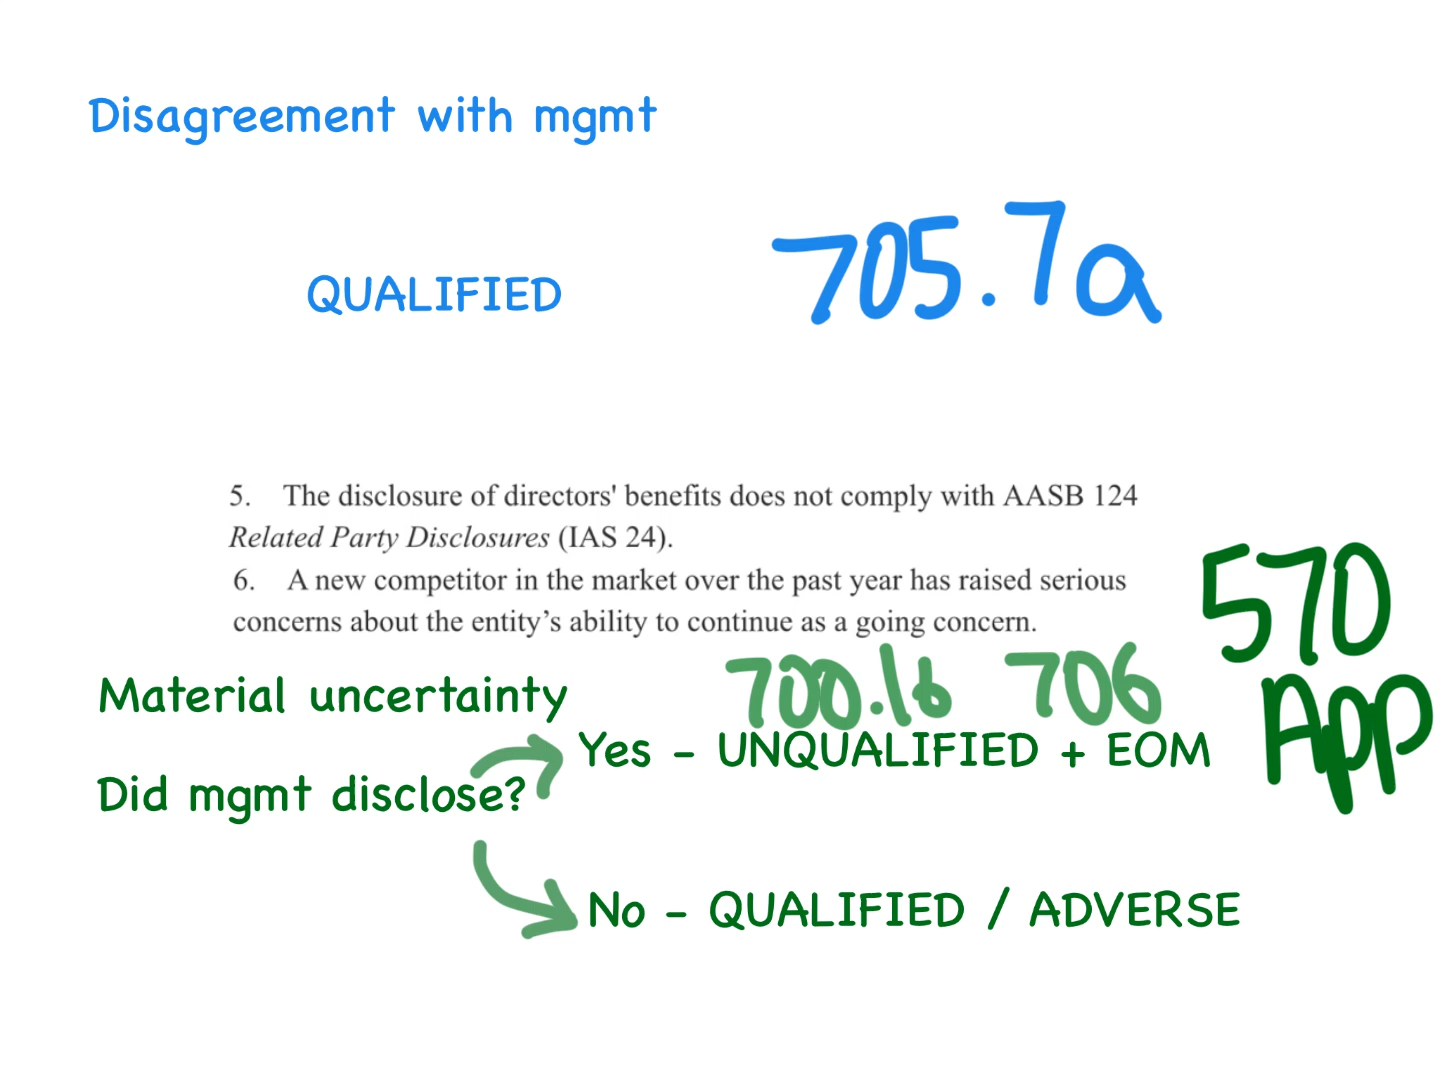 Disagreement with mgmt
705.7a
QUALIFIED
5. The disclosure of directors' benefits does not comply with AASB 124
Related Party Disclosures (IAS 24).
6. A new competitor in the market over the past year has raised serious
concerns about the entity’s ability to continue as a going concern.
570
App
Material uncertainty
700.16 706
Yes - UNQUALIFIED + EOM
Did mgmt disclose?
No - QUALIFIED / ADVERSE